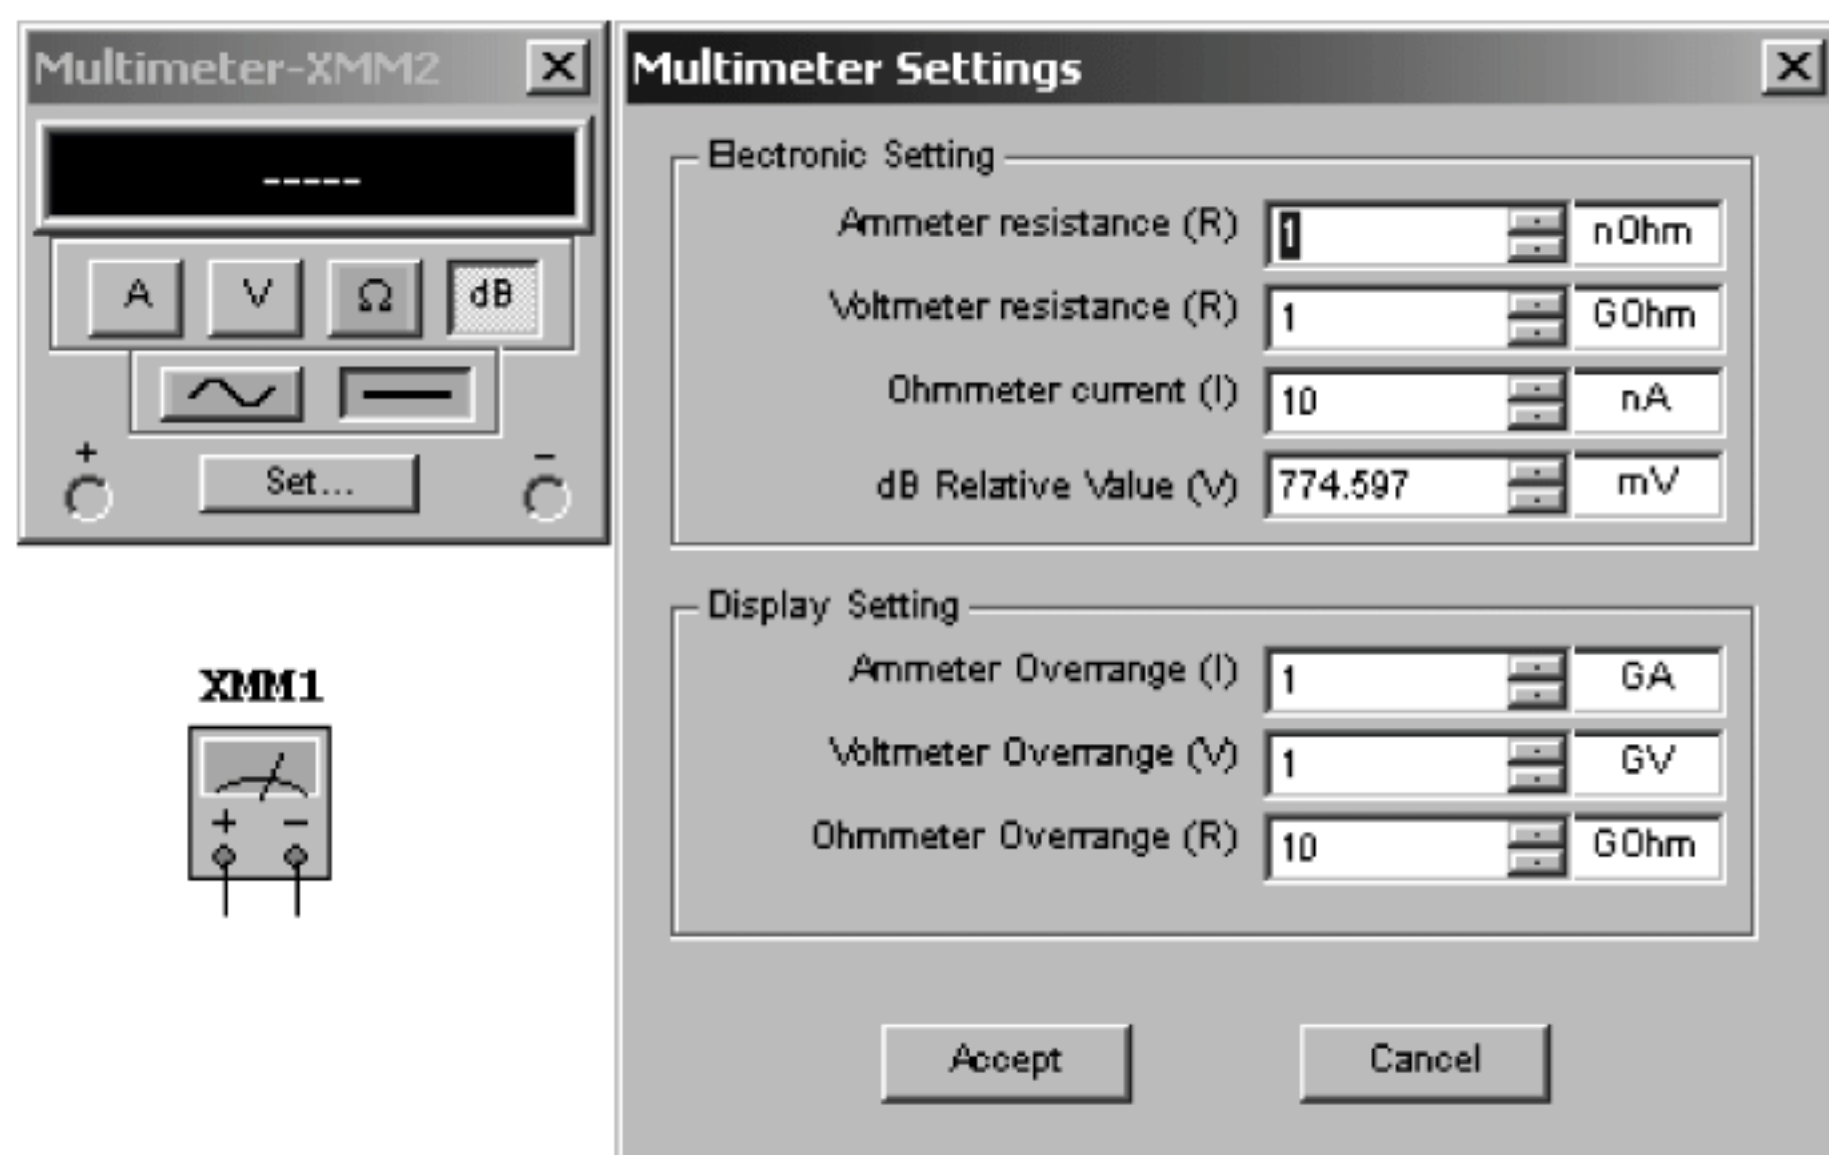 Multimeter-XMM2
-----
A V Ω dB
+ Set... -
XMM1
+ -
Multimeter Settings
Electronic Setting
Ammeter resistance (R) 1 nOhm
Voltmeter resistance (R) 1 GOhm
Ohmmeter current (I) 10 nA
dB Relative Value (V) 774.597 mV
Display Setting
Ammeter Overrange (I) 1 GA
Voltmeter Overrange (V) 1 GV
Ohmmeter Overrange (R) 10 GOhm
Accept Cancel